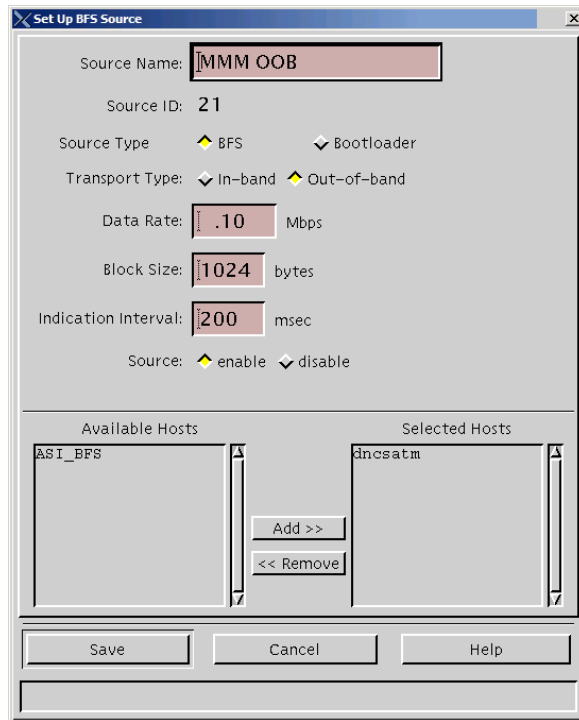 Set Up BFS Source
Source Name: MMM OOB
Source ID: 21
Source Type BFS Bootloader
Transport Type: In-band Out-of-band
Data Rate: .10 Mbps
Block Size: 1024 bytes
Indication Interval: 200 msec
Source: enable disable
Available Hosts Selected Hosts
ASI_BFS dncsatm
Add >>
<< Remove
Save Cancel Help